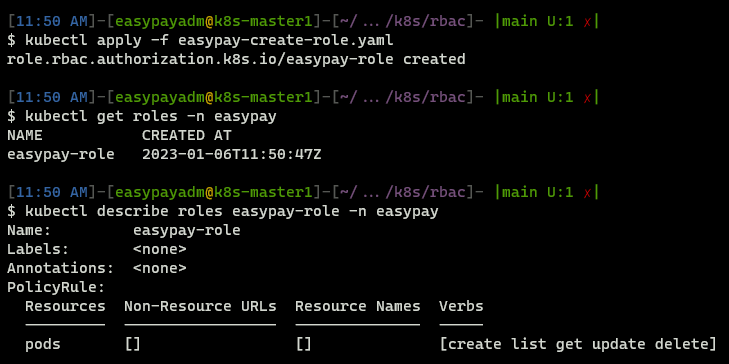 [11:50 AM]-[easypayadm@k8s-master1]-[~/…/k8s/rbac]- |main U:1 ✗|
$ kubectl apply -f easypay-create-role.yaml
role.rbac.authorization.k8s.io/easypay-role created
[11:50 AM]-[easypayadm@k8s-master1]-[~/…/k8s/rbac]- |main U:1 ✗|
$ kubectl get roles -n easypay
NAME           CREATED AT
easypay-role   2023-01-06T11:50:47Z
[11:50 AM]-[easypayadm@k8s-master1]-[~/…/k8s/rbac]- |main U:1 ✗|
$ kubectl describe roles easypay-role -n easypay
Name:         easypay-role
Labels:       <none>
Annotations:  <none>
PolicyRule:
  Resources  Non-Resource URLs  Resource Names  Verbs
  ---------  -----------------  --------------  -----
  pods       []                 []              [create list get update delete]